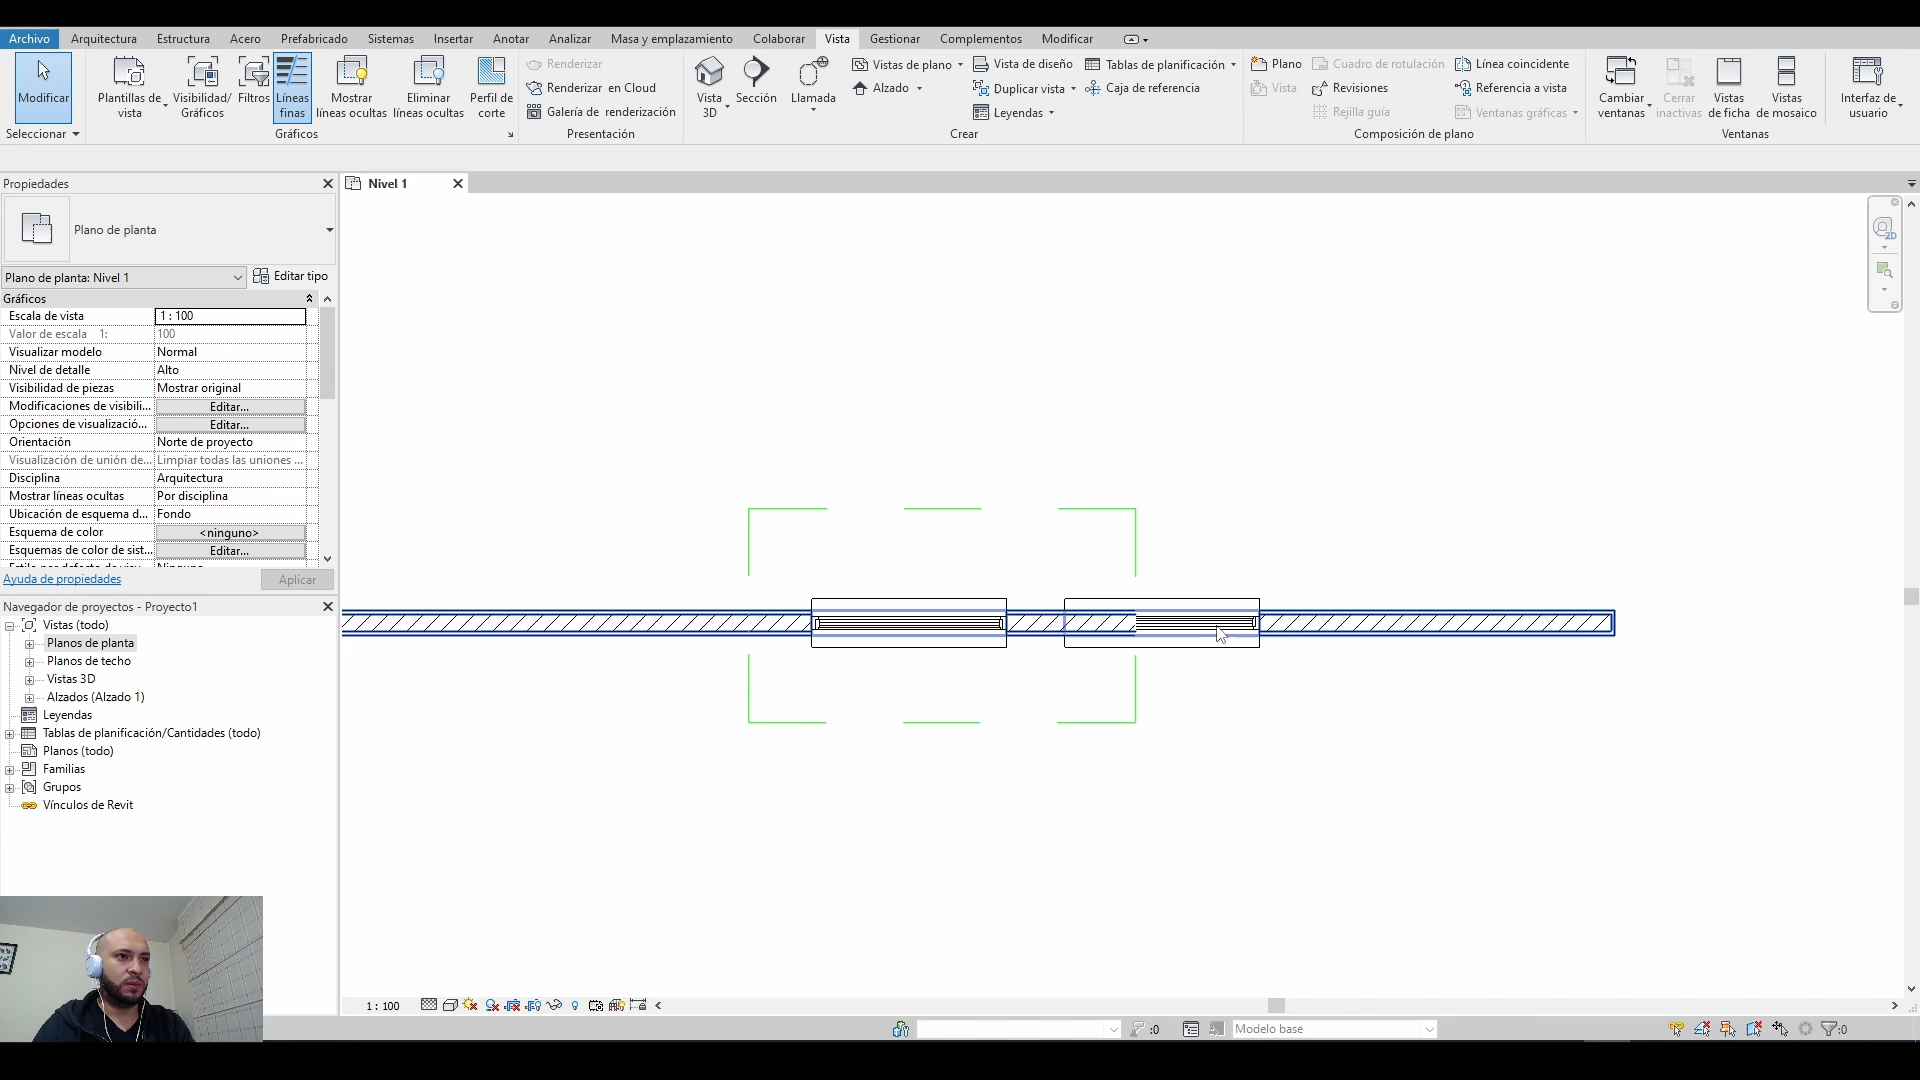 Archivo Arquitectura Estructura Acero Prefabricado Sistemas Insertar Anotar Analizar Masa y emplazamiento Colaborar Vista Gestionar Complementos Modificar
Modificar
Seleccionar
Plantillas de vista
Visibilidad/ Gráficos
Filtros
Líneas finas
Mostrar líneas ocultas
Eliminar líneas ocultas
Perfil de corte
Gráficos
Renderizar
Renderizar en Cloud
Galería de renderización
Presentación
Vista 3D
Sección
Llamada
Vistas de plano
Alzado
Vista de diseño
Duplicar vista
Leyendas
Tablas de planificación
Caja de referencia
Crear
Plano
Vista
Cuadro de rotulación
Revisiones
Rejilla guía
Línea coincidente
Referencia a vista
Ventanas gráficas
Composición de plano
Cambiar ventanas
Cerrar inactivas
Vistas de ficha
Vistas de mosaico
Ventanas
Interfaz de usuario
Propiedades
Nivel 1
Plano de planta
Plano de planta: Nivel 1
Editar tipo
Gráficos
Escala de vista 1 : 100
Valor de escala 1: 100
Visualizar modelo Normal
Nivel de detalle Alto
Visibilidad de piezas Mostrar original
Modificaciones de visibili... Editar...
Opciones de visualizació... Editar...
Orientación Norte de proyecto
Visualización de unión de... Limpiar todas las uniones ...
Disciplina Arquitectura
Mostrar líneas ocultas Por disciplina
Ubicación de esquema d... Fondo
Esquema de color <ninguno>
Esquemas de color de sist... Editar...
Ayuda de propiedades
Aplicar
Navegador de proyectos - Proyecto1
Vistas (todo)
Planos de planta
Planos de techo
Vistas 3D
Alzados (Alzado 1)
Leyendas
Tablas de planificación/Cantidades (todo)
Planos (todo)
Familias
Grupos
Vínculos de Revit
2D
1 : 100
:0
Modelo base
:0